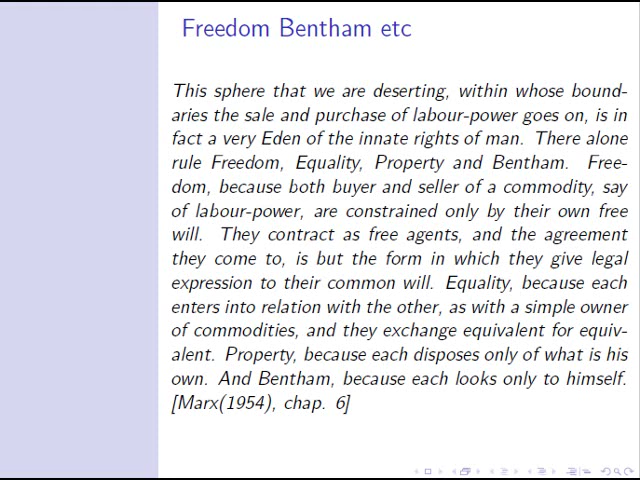 Freedom Bentham etc
This sphere that we are deserting, within whose bound-
aries the sale and purchase of labour-power goes on, is in
fact a very Eden of the innate rights of man. There alone
rule Freedom, Equality, Property and Bentham. Free-
dom, because both buyer and seller of a commodity, say
of labour-power, are constrained only by their own free
will. They contract as free agents, and the agreement
they come to, is but the form in which they give legal
expression to their common will. Equality, because each
enters into relation with the other, as with a simple owner
of commodities, and they exchange equivalent for equiv-
alent. Property, because each disposes only of what is his
own. And Bentham, because each looks only to himself.
[Marx(1954), chap. 6]